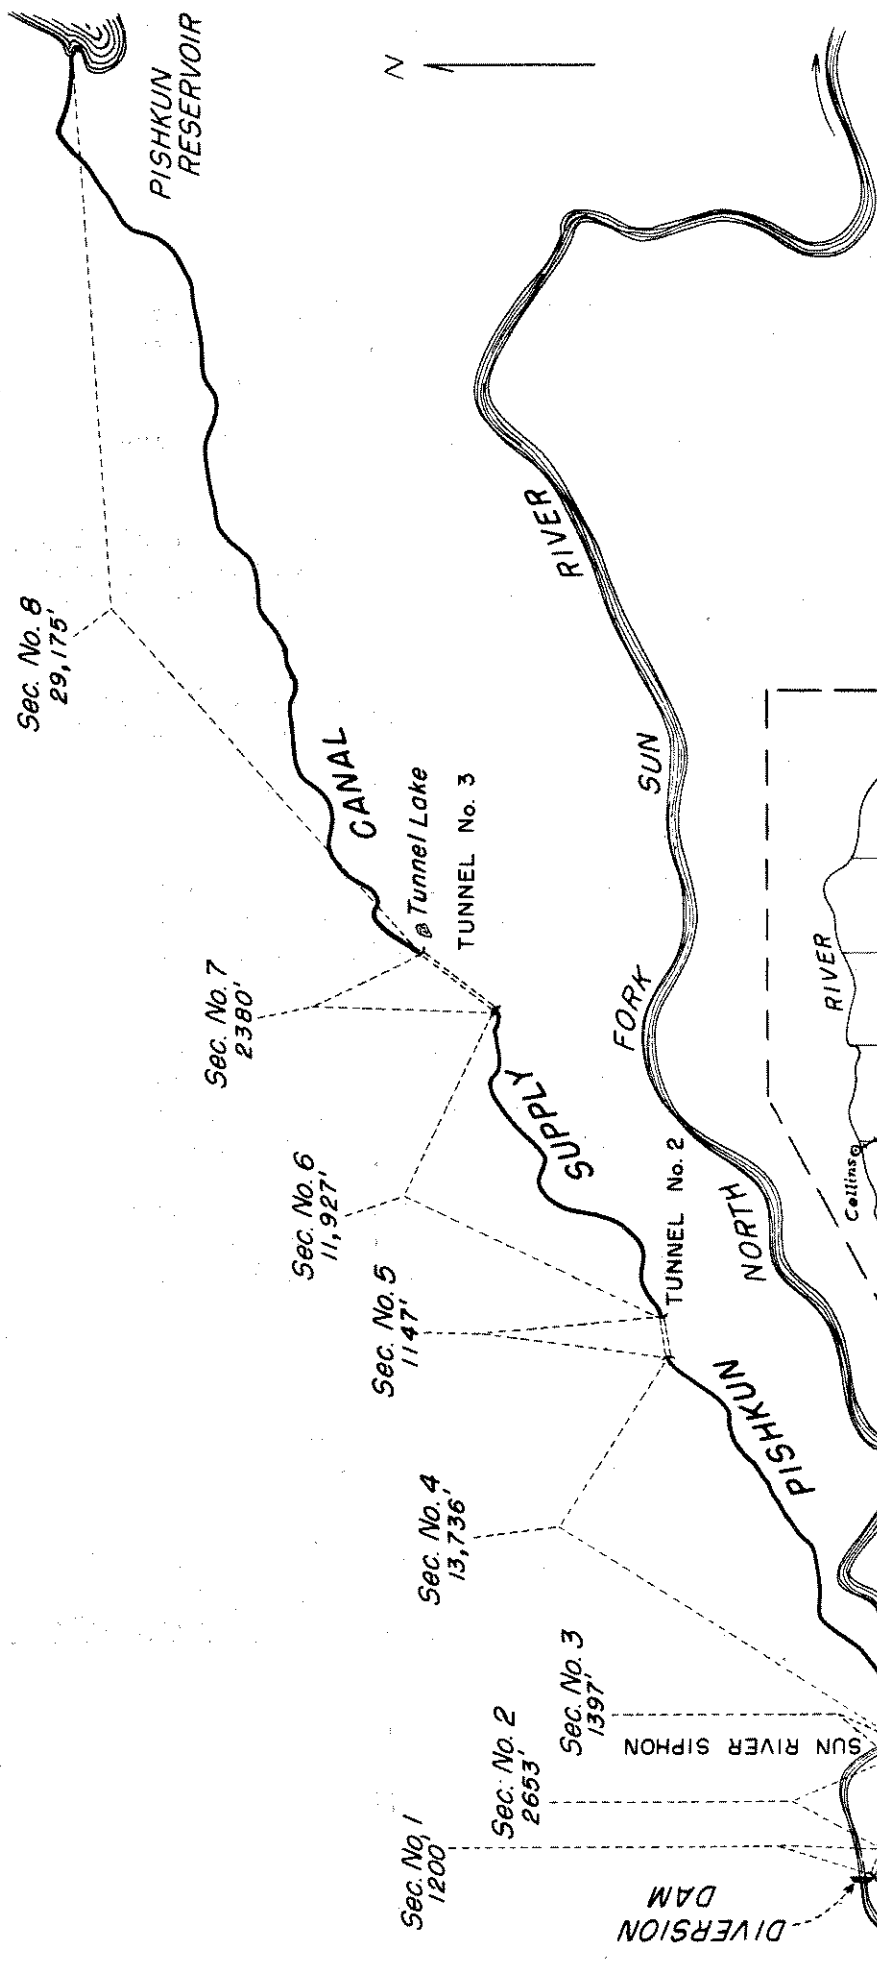 PISHKUN
RESERVOIR
N
Sec. No. 8
29,175'
CANAL
Tunnel Lake
TUNNEL No. 3
RIVER
SUN
Sec. No. 7
2380'
FORK
RIVER
SUPPLY
Sec. No. 6
11,927'
TUNNEL No. 2
NORTH
Collins
Sec. No. 5
1147'
PISHKUN
Sec. No. 4
13,736'
Sec. No. 3
1397'
SUN RIVER SIPHON
Sec. No. 2
2653'
Sec. No. 1
1200'
DIVERSION
DAM